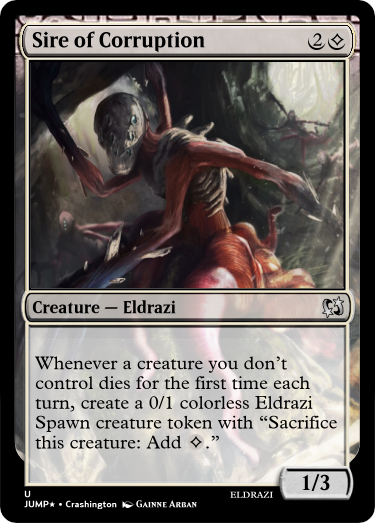 Sire of Corruption 2◇
Creature — Eldrazi
Whenever a creature you don't
control dies for the first time each
turn, create a 0/1 colorless Eldrazi
Spawn creature token with “Sacrifice
this creature: Add ◇.”
1/3
U
ELDRAZI
JUMP★ • Crashington Gainne Arban